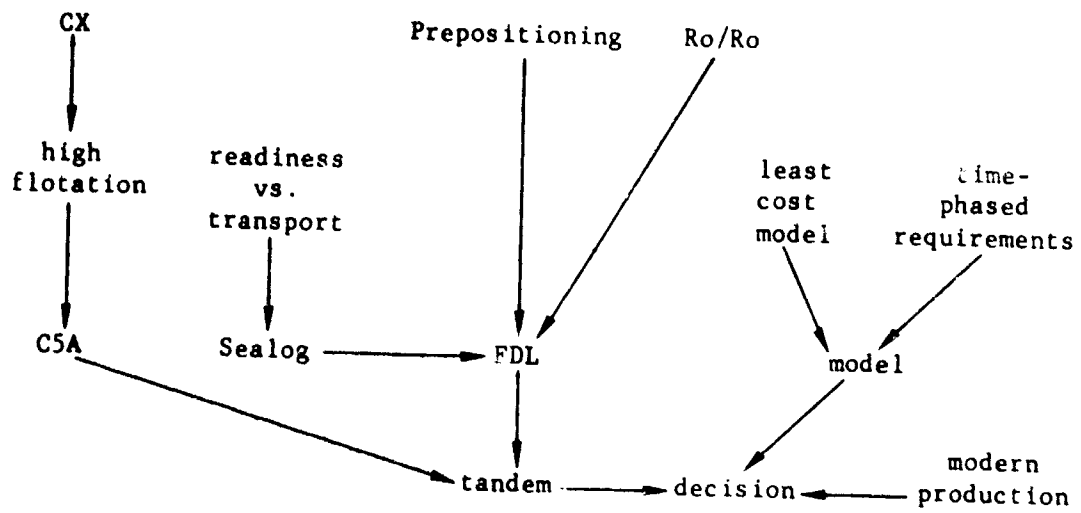 CX
Prepositioning
Ro/Ro
high
flotation
readiness
vs.
transport
least
cost
model
time-
phased
requirements
C5A
Sealog
FDL
model
tandem
decision
modern
production